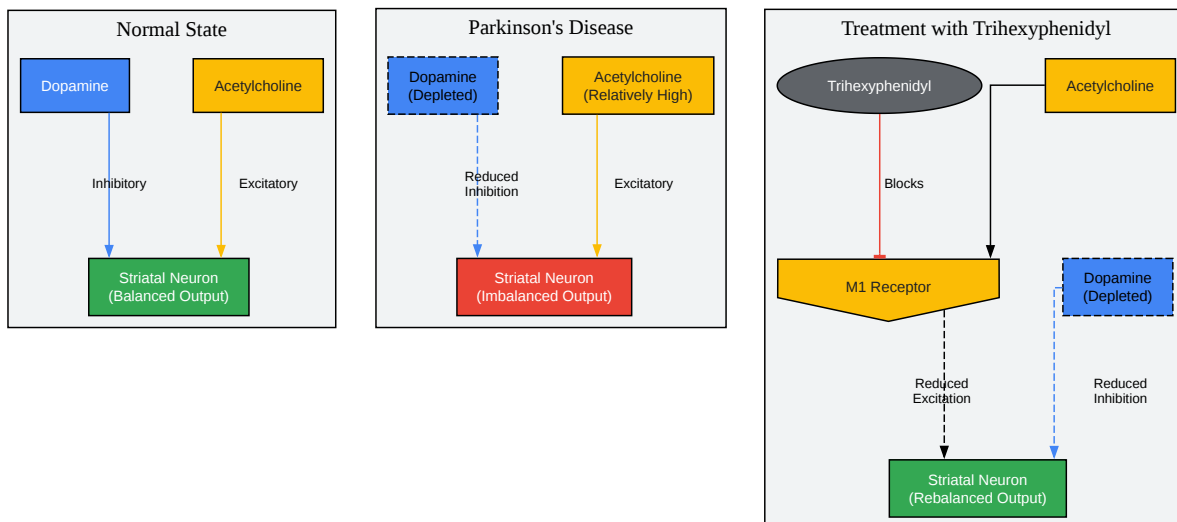 Normal State
Dopamine
Acetylcholine
Inhibitory
Excitatory
Striatal Neuron
(Balanced Output)
Parkinson's Disease
Dopamine
(Depleted)
Acetylcholine
(Relatively High)
Reduced
Inhibition
Excitatory
Striatal Neuron
(Imbalanced Output)
Treatment with Trihexyphenidyl
Trihexyphenidyl
Acetylcholine
Blocks
M1 Receptor
Dopamine
(Depleted)
Reduced
Excitation
Reduced
Inhibition
Striatal Neuron
(Rebalanced Output)